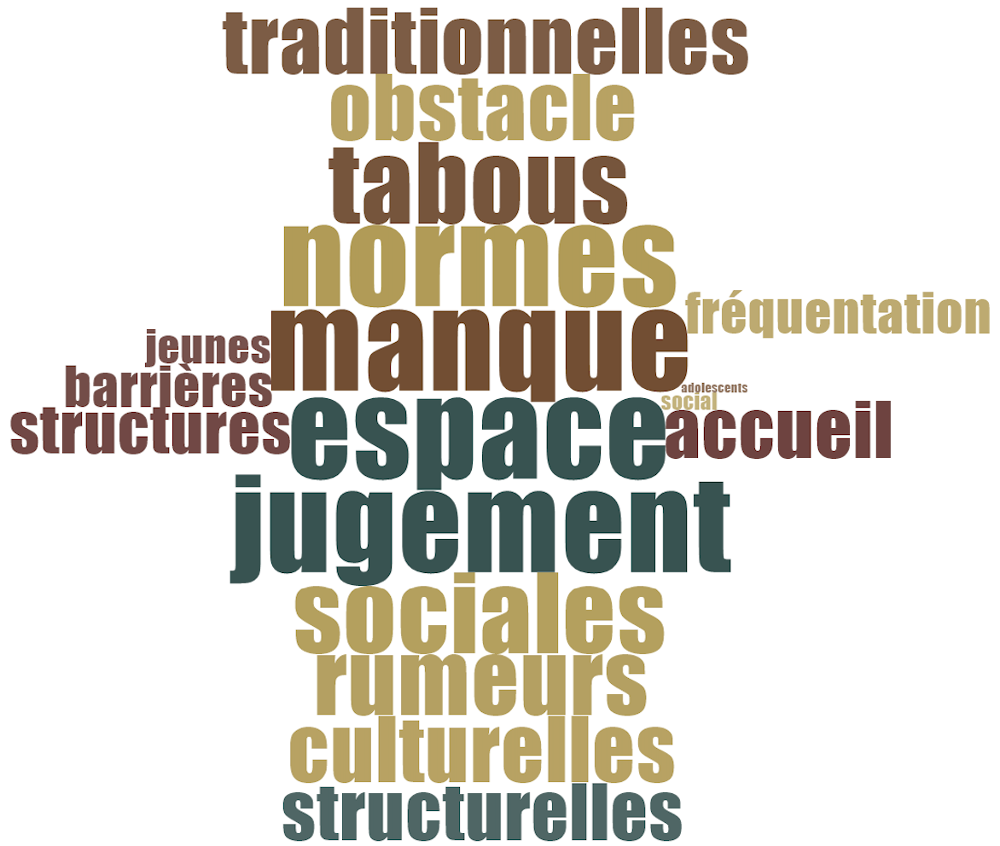 traditionnelles
obstacle
tabous
normes
fréquentation
manque
jeunes
barrières
adolescents
social
structures
espace
accueil
jugement
sociales
rumeurs
culturelles
structurelles